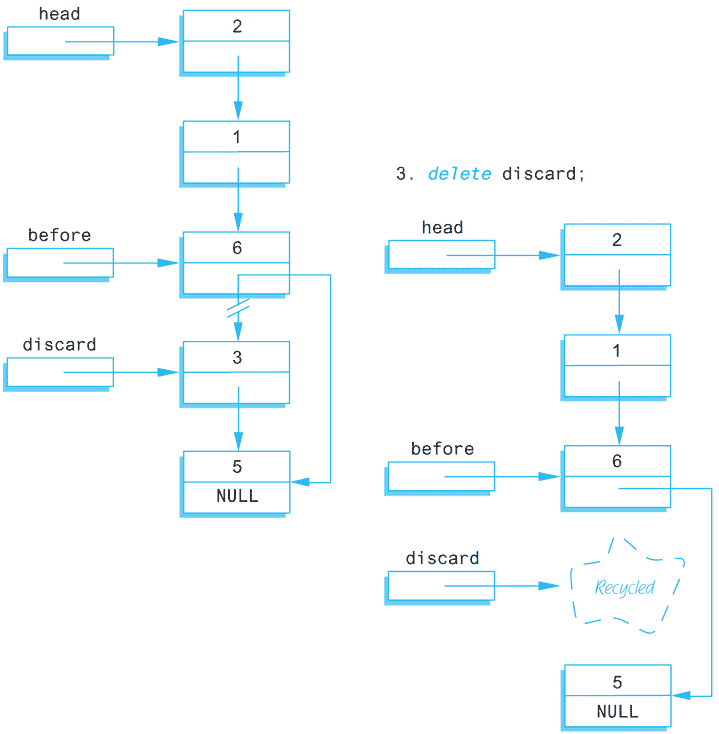 head
2
1
before
6
discard
3
5
NULL
3. delete discard;
head
2
1
before
6
discard
Recycled
5
NULL